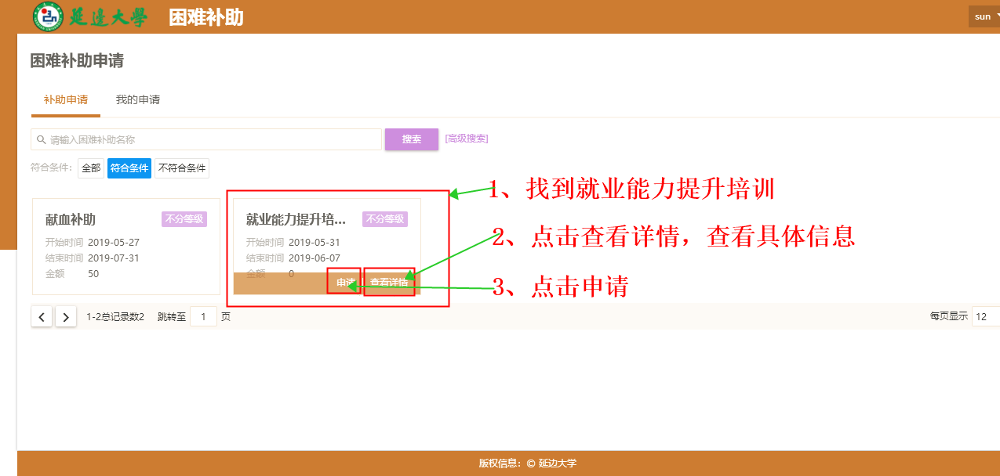 延边大學 困难补助
sun
困难补助申请
补助申请 我的申请
请输入困难补助名称 搜索 [高级搜索]
符合条件: 全部 符合条件 不符合条件
1、找到就业能力提升培训
献血补助 不分等级
开始时间 2019-05-27
结束时间 2019-07-31
金额 50
就业能力提升培... 不分等级
开始时间 2019-05-31
结束时间 2019-06-07
金额 0
申请 查看详情
2、点击查看详情，查看具体信息
3、点击申请
1-2总记录数2 跳转至 1 页
每页显示 12
版权信息：© 延边大学